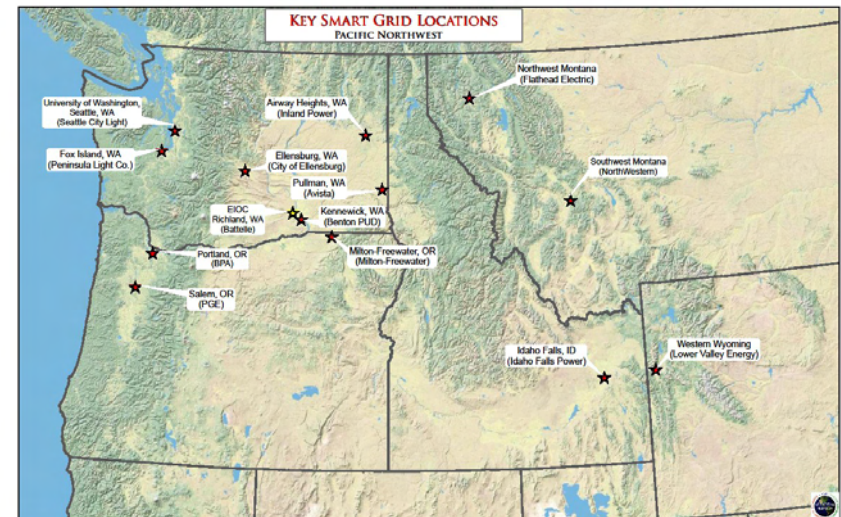 KEY SMART GRID LOCATIONS
PACIFIC NORTHWEST
Northwest Montana
(Flathead Electric)
University of Washington,
Seattle, WA
(Seattle City Light)
Airway Heights, WA
(Inland Power)
Fox Island, WA
(Peninsula Light Co.)
Ellensburg, WA
(City of Ellensburg)
Southwest Montana
(NorthWestern)
Pullman, WA
(Avista)
EIOC
Richland, WA
(Battelle)
Kennewick, WA
(Benton PUD)
Portland, OR
(BPA)
Milton-Freewater, OR
(Milton-Freewater)
Salem, OR
(PGE)
Idaho Falls, ID
(Idaho Falls Power)
Western Wyoming
(Lower Valley Energy)